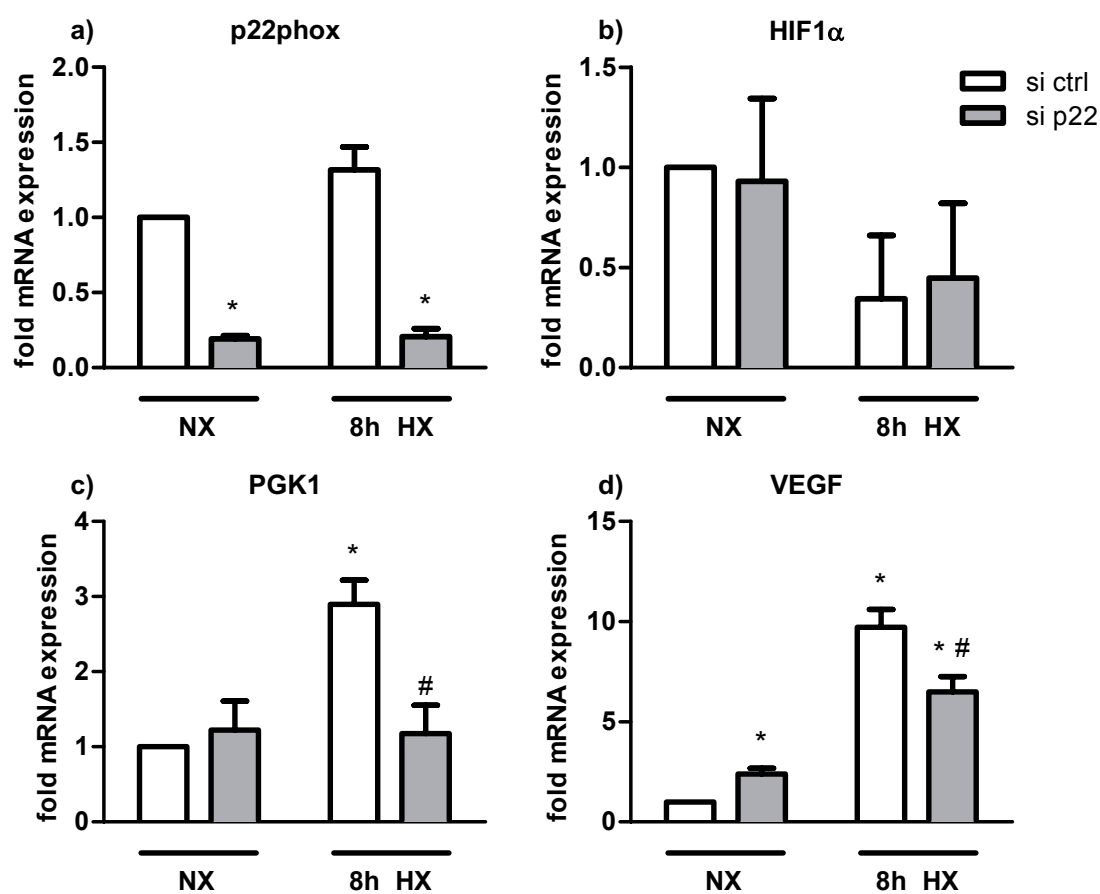 a) p22phox
fold mRNA expression
2.0
1.5
1.0
0.5
0.0
* *
NX 8h HX
b) HIF1α
fold mRNA expression
1.5
1.0
0.5
0.0
NX 8h HX
si ctrl
si p22
c) PGK1
fold mRNA expression
4
3
2
1
0
*
#
NX 8h HX
d) VEGF
fold mRNA expression
15
10
5
0
*
* #
*
NX 8h HX